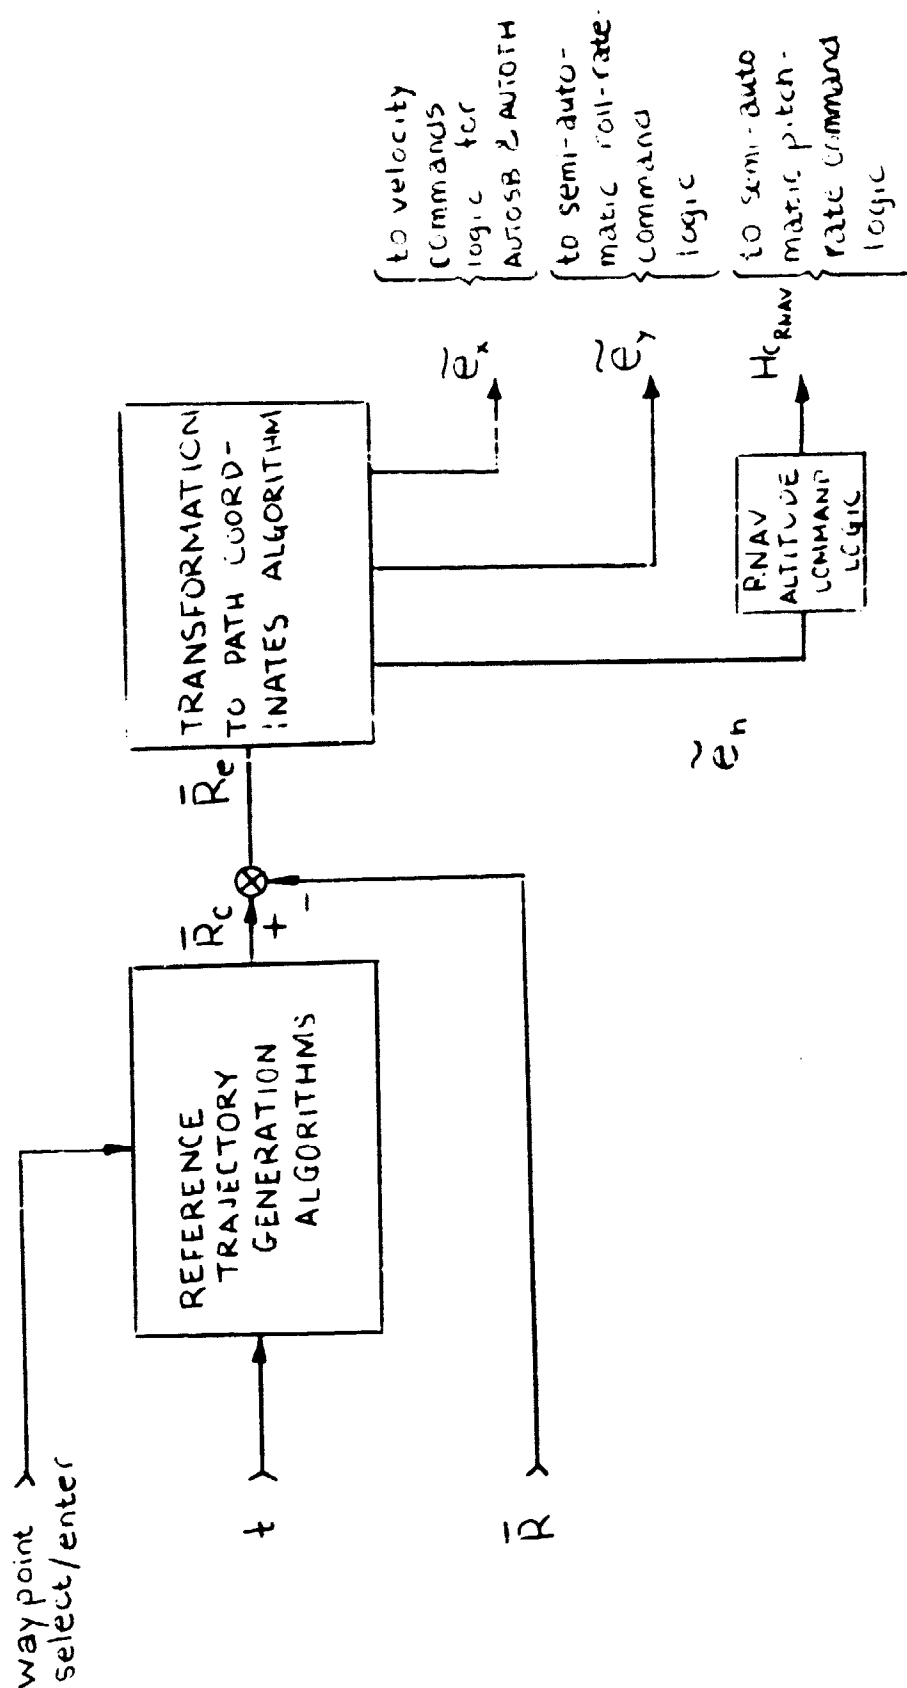 waypoint
select/enter
t
R̄
REFERENCE
TRAJECTORY
GENERATION
ALGORITHMS
R̄c
+
-
R̄e
TRANSFORMATION
TO PATH COORD-
INATES ALGORITHM
ẽx
ẽy
ẽh
RNAV
ALTITUDE
COMMAND
LOGIC
HcRNAV
to velocity
commands
logic for
AUTOSB & AUTOTH
to semi-auto-
matic roll-rate-
command
logic
to semi-auto
matic pitch-
rate command
logic